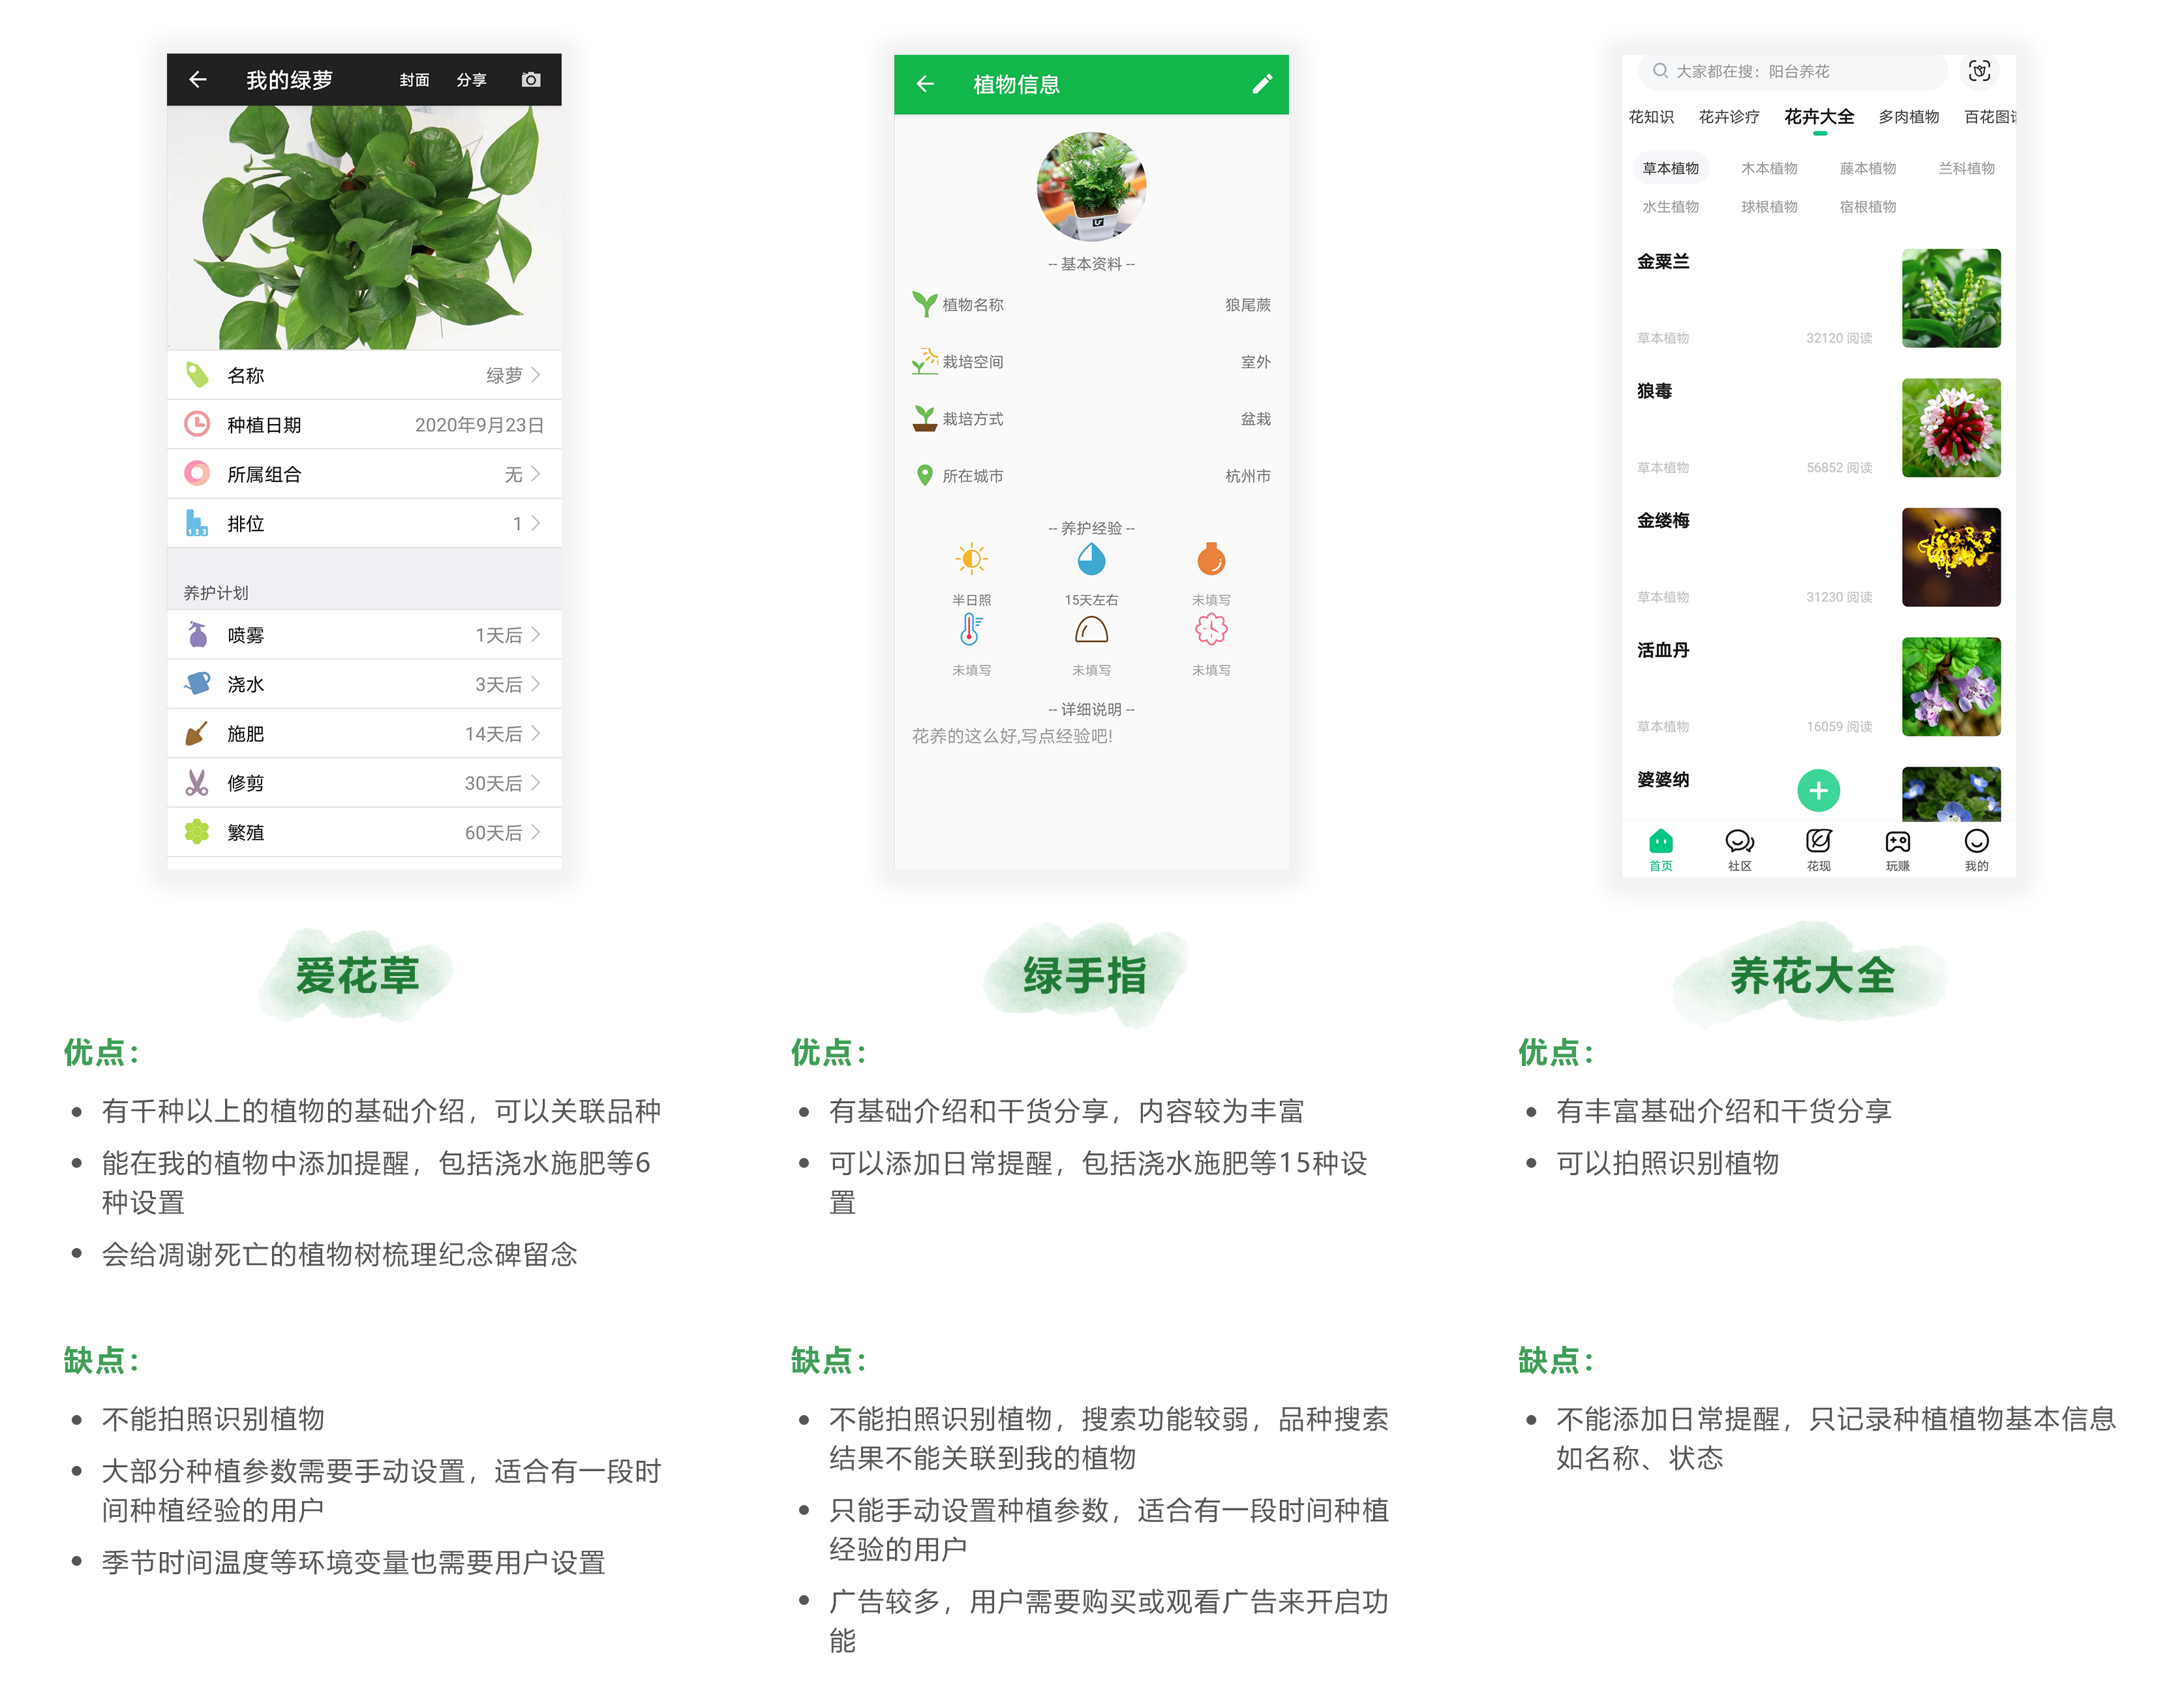 我的绿萝 封面 分享
名称 绿萝
种植日期 2020年9月23日
所属组合 无
1 2 3
排位 1
养护计划
喷雾 1天后
浇水 3天后
施肥 14天后
修剪 30天后
繁殖 60天后
植物信息
-- 基本资料 --
植物名称 狼尾蕨
栽培空间 室外
栽培方式 盆栽
所在城市 杭州市
-- 养护经验 --
半日照 15天左右 未填写
未填写 未填写 未填写
-- 详细说明 --
花养的这么好,写点经验吧!
大家都在搜：阳台养花
花知识 花卉诊疗 花卉大全 多肉植物 百花图谱
草本植物 木本植物 藤本植物 兰科植物
水生植物 球根植物 宿根植物
金粟兰
草本植物 32120 阅读
狼毒
草本植物 56852 阅读
金缕梅
草本植物 31230 阅读
活血丹
草本植物 16059 阅读
婆婆纳
首页 社区 花现 玩赚 我的
爱花草
优点：
有千种以上的植物的基础介绍，可以关联品种
能在我的植物中添加提醒，包括浇水施肥等6
种设置
会给凋谢死亡的植物树梳理纪念碑留念
缺点：
不能拍照识别植物
大部分种植参数需要手动设置，适合有一段时
间种植经验的用户
季节时间温度等环境变量也需要用户设置
绿手指
优点：
有基础介绍和干货分享，内容较为丰富
可以添加日常提醒，包括浇水施肥等15种设
置
缺点：
不能拍照识别植物，搜索功能较弱，品种搜索
结果不能关联到我的植物
只能手动设置种植参数，适合有一段时间种植
经验的用户
广告较多，用户需要购买或观看广告来开启功
能
养花大全
优点：
有丰富基础介绍和干货分享
可以拍照识别植物
缺点：
不能添加日常提醒，只记录种植植物基本信息
如名称、状态